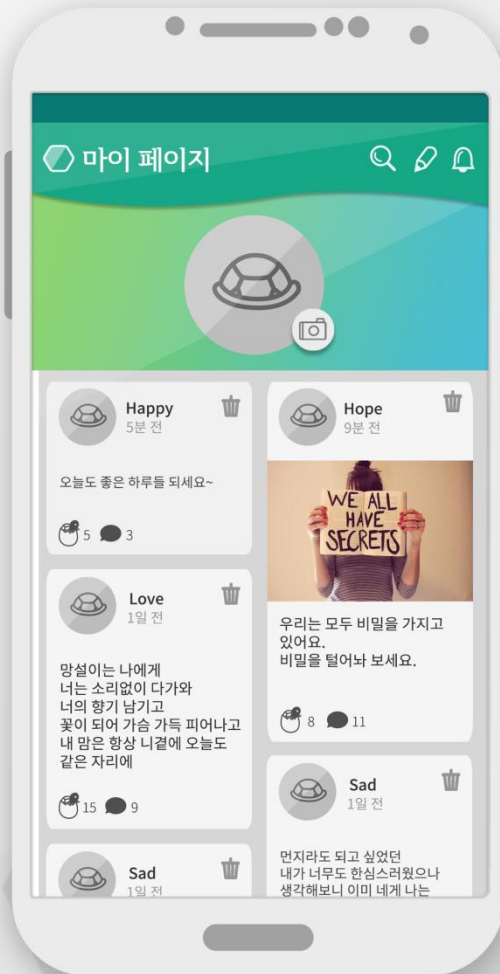 마이 페이지
Happy
5분 전
오늘도 좋은 하루들 되세요~
5 3
Hope
9분 전
WE ALL
HAVE
SECRETS
우리는 모두 비밀을 가지고
있어요.
비밀을 털어놔 보세요.
8 11
Love
1일 전
망설이는 나에게
너는 소리없이 다가와
너의 향기 남기고
꽃이 되어 가슴 가득 피어나고
내 맘은 항상 니곁에 오늘도
같은 자리에
15 9
Sad
1일 전
먼지라도 되고 싶었던
내가 너무도 한심스러웠으나
생각해보니 이미 네게 나는
Sad
1일 전